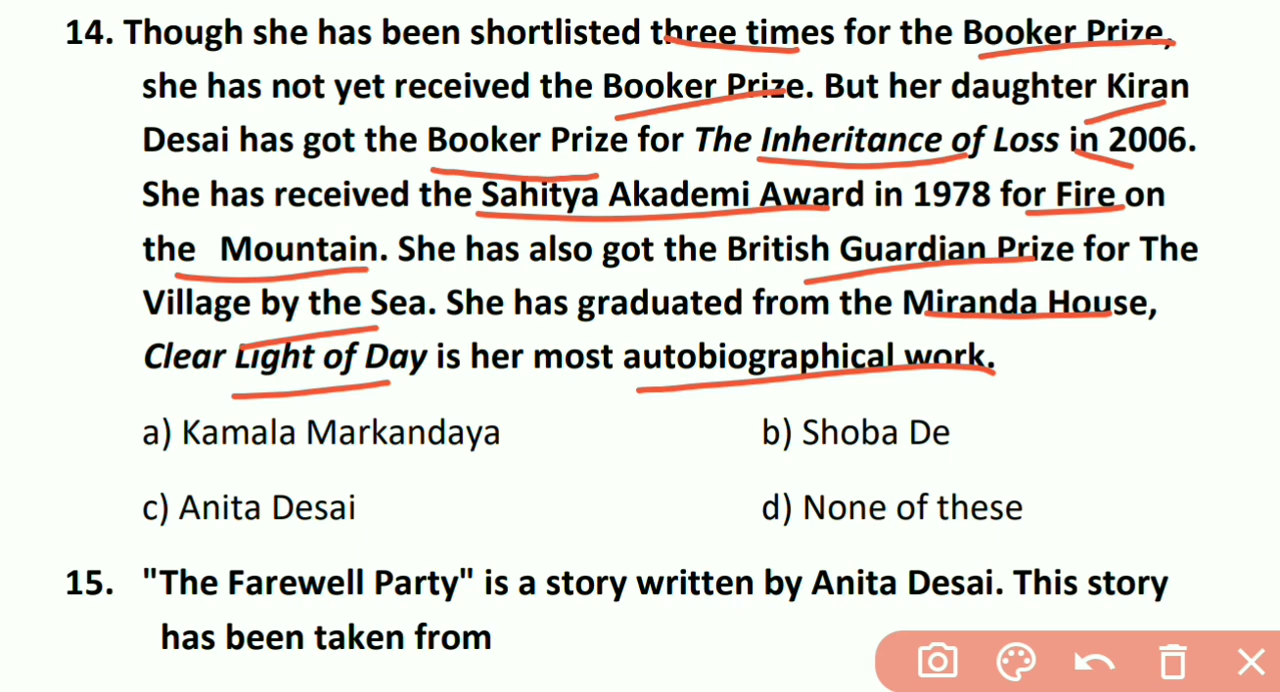 14. Though she has been shortlisted three times for the Booker Prize,
she has not yet received the Booker Prize. But her daughter Kiran
Desai has got the Booker Prize for The Inheritance of Loss in 2006.
She has received the Sahitya Akademi Award in 1978 for Fire on
the Mountain. She has also got the British Guardian Prize for The
Village by the Sea. She has graduated from the Miranda House,
Clear Light of Day is her most autobiographical work.
a) Kamala Markandaya b) Shoba De
c) Anita Desai d) None of these
15. "The Farewell Party" is a story written by Anita Desai. This story
has been taken from